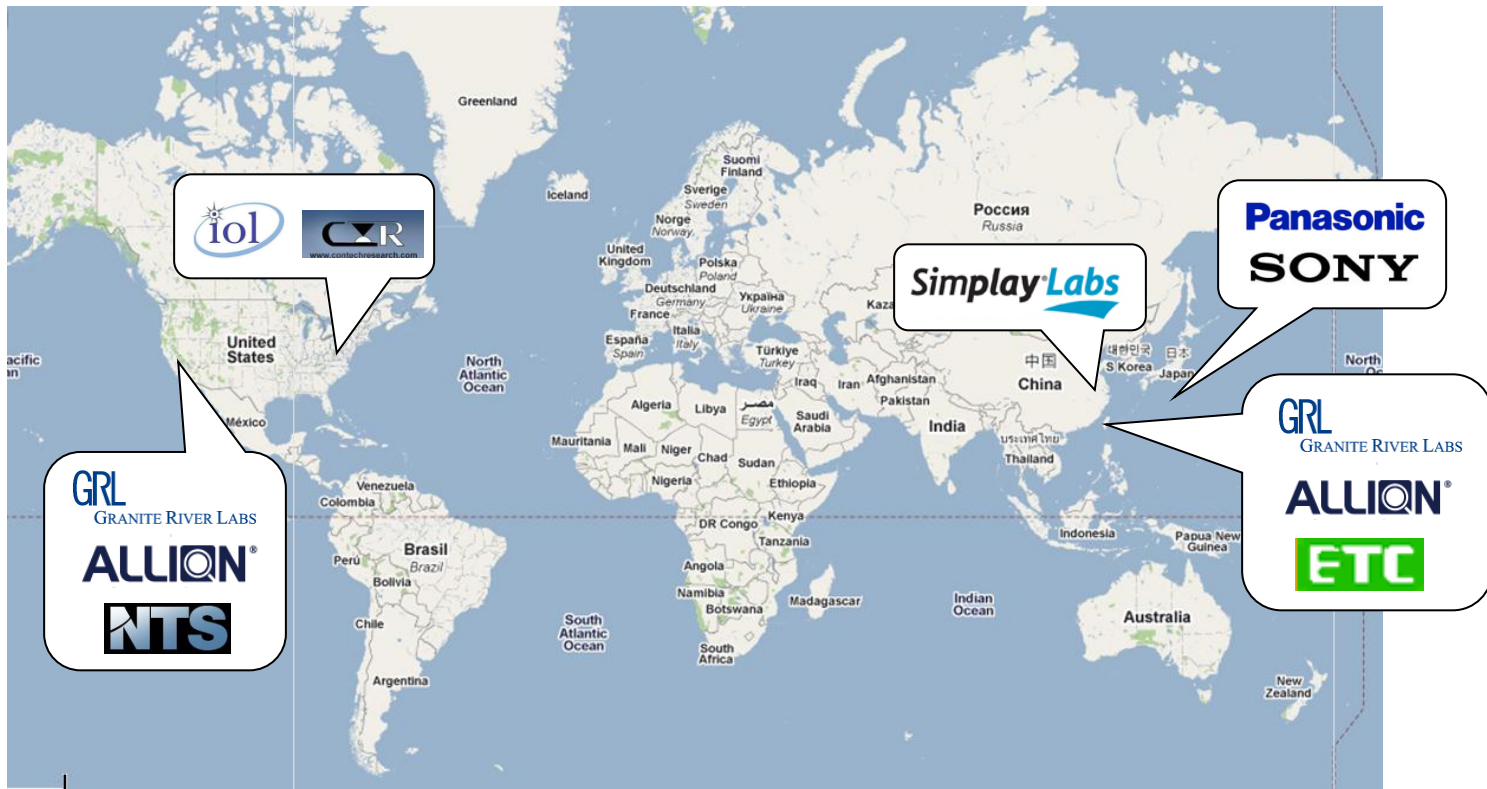 Greenland
Iceland
Suomi
Finland
Sverige
Sweden
Norge
Norway
Россия
Russia
iol
CTR
www.contechresearch.com
Panasonic
SONY
Simplay Labs
United
Kingdom
Polska
Poland
Deutschland
Germany
Україна
Ukraine
France
Kaza
Italia
Italy
España
Spain
Türkiye
Turkey
United
States
acific
an
North
Atlantic
Ocean
中国
China
대한민국
S Korea
日本
Japan
North
Iraq
Iran
Afghanistan
Pakistan
México
Algeria
Libya
مصر
Egypt
Saudi
Arabia
India
ประเทศไทย
Thailand
Mauritania
Mali
Niger
Chad
Sudan
Nigeria
Ethiopia
GRL
GRANITE RIVER LABS
ALLION®
ETC
GRL
GRANITE RIVER LABS
ALLION®
NTS
Venezuela
Colombia
DR Congo
Kenya
Tanzania
Indonesia
Papua New
Guinea
Perú
Brasil
Brazil
Bolivia
Angola
Namibia
Botswana
Madagascar
Indian
Ocean
Australia
Chile
South
Atlantic
Ocean
South
Africa
Argentina
New
Zealand